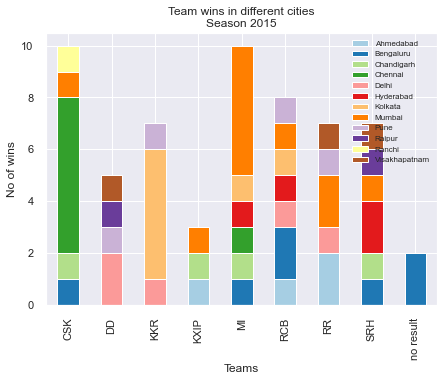 Team wins in different cities
Season 2015
No of wins
10
8
6
4
2
0
Ahmedabad
Bengaluru
Chandigarh
Chennai
Delhi
Hyderabad
Kolkata
Mumbai
Pune
Raipur
Ranchi
Visakhapatnam
CSK
DD
KKR
KXIP
MI
RCB
RR
SRH
no result
Teams